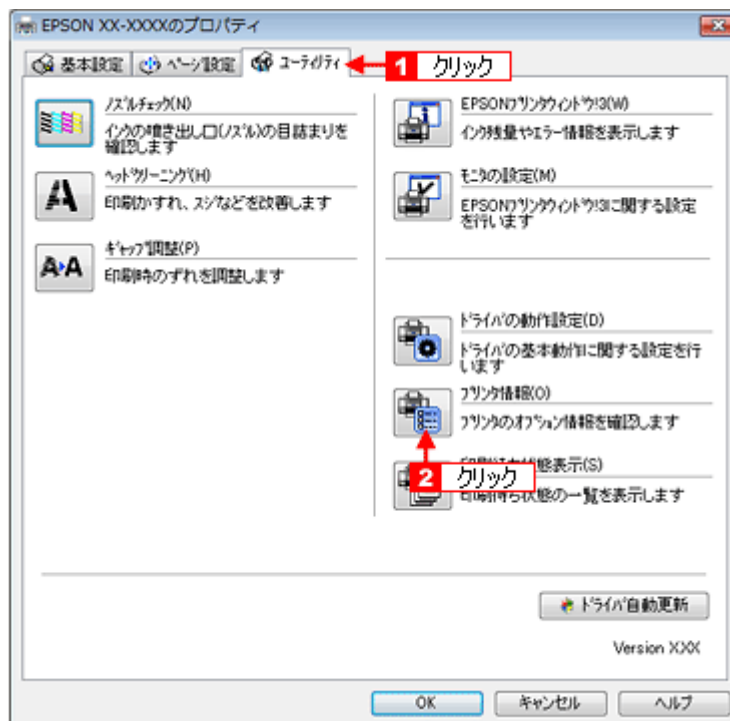 EPSON XX-XXXXのプロパティ
基本設定
ページ設定
ユーティリティ
1 クリック
ノズルチェック(N)
インクの噴き出し口(ノズル)の目詰まりを
確認します
ヘッドクリーニング(H)
印刷かすれ、スジなどを改善します
ギャップ調整(P)
印刷時のずれを調整します
EPSONプリンタウィンドウ!3(W)
インク残量やエラー情報を表示します
モニタの設定(M)
EPSONプリンタウィンドウ!3に関する設定
を行います
ドライバの動作設定(D)
ドライバの基本動作に関する設定を行
います
プリンタ情報(O)
プリンタのオプション情報を確認します
2 クリック
印刷待ち状態表示(S)
印刷待ち状態の一覧を表示します
ドライバ自動更新
Version X.XX
OK
キャンセル
ヘルプ